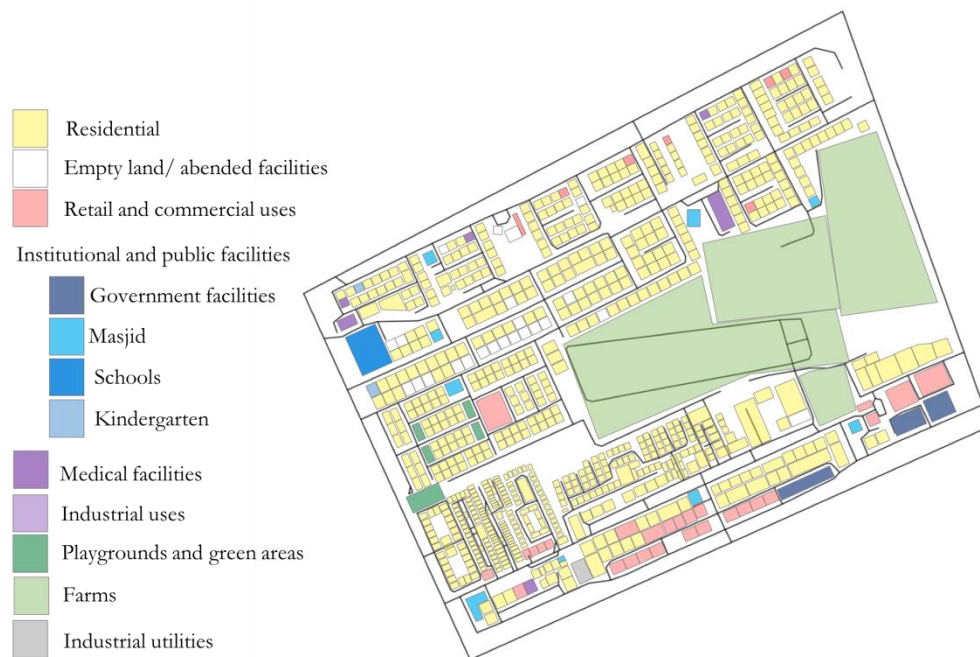 Residential
Empty land/ abended facilities
Retail and commercial uses
Institutional and public facilities
Government facilities
Masjid
Schools
Kindergarten
Medical facilities
Industrial uses
Playgrounds and green areas
Farms
Industrial utilities